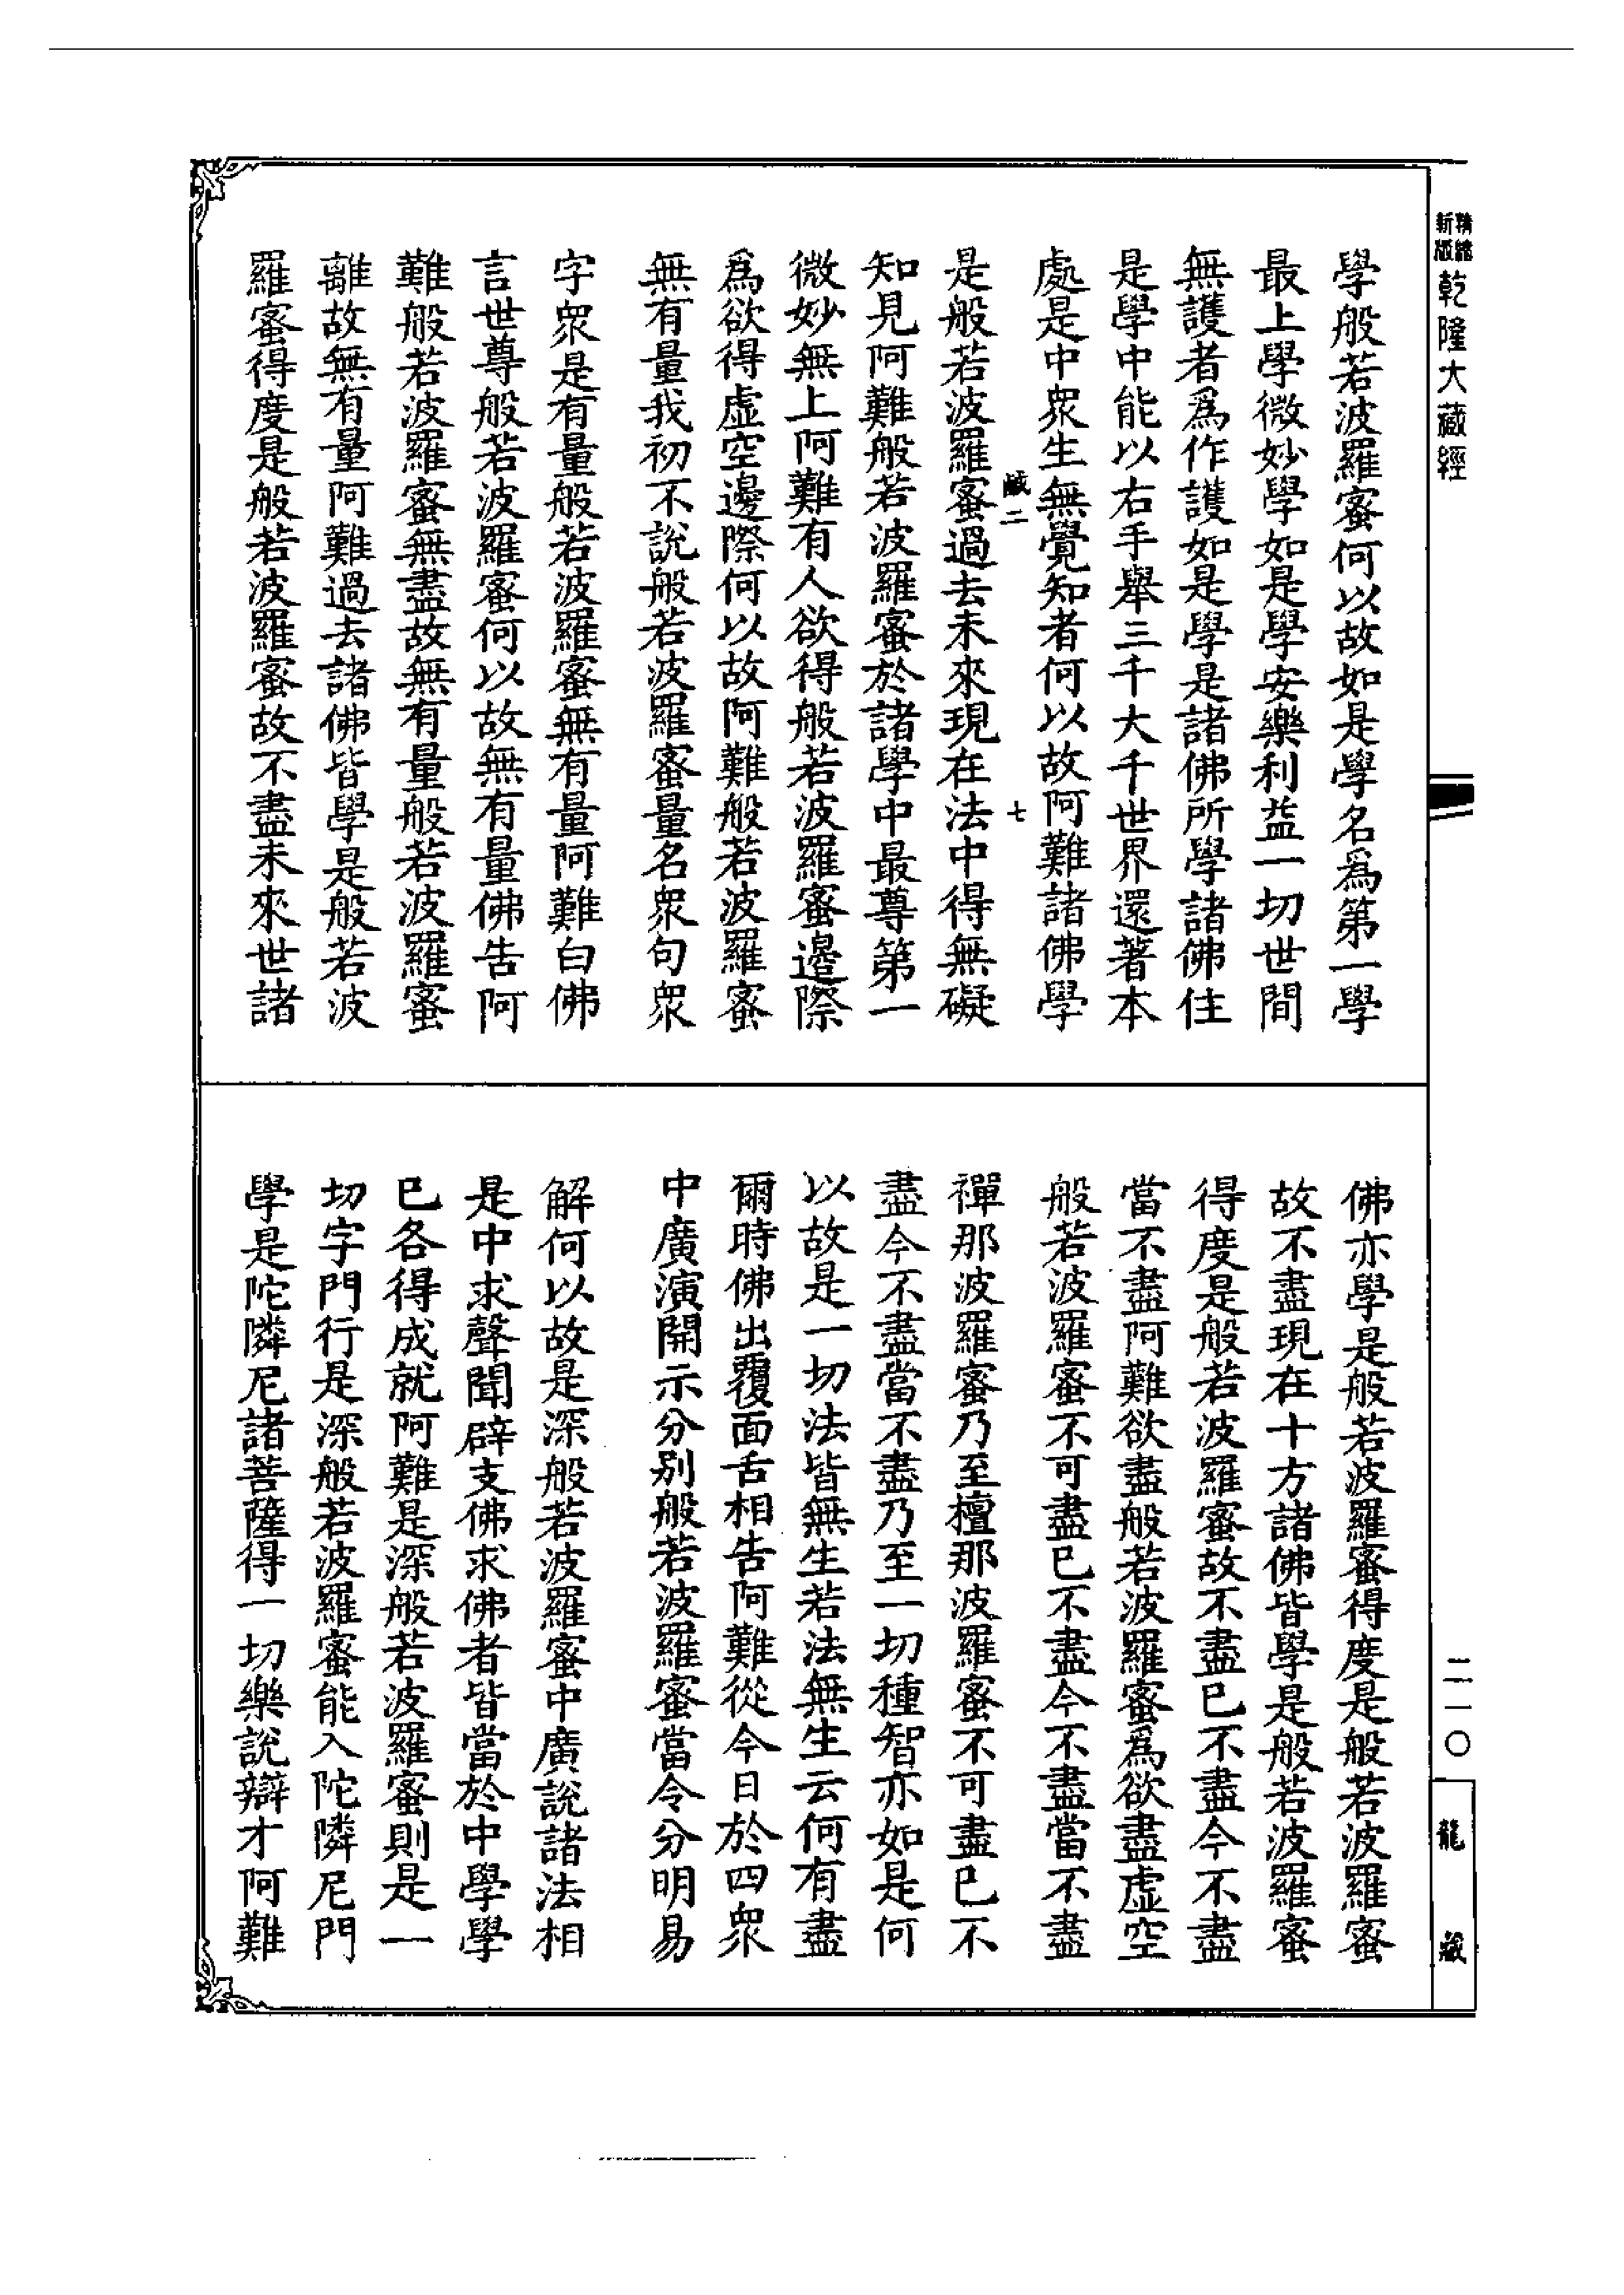 精縮新版乾隆大藏經
學般若波羅蜜何以故如是學名爲第一學
最上學微妙學如是學安樂利益一切世間
無護者爲作護如是學是諸佛所學諸佛住
是學中能以右手舉三千大千世界還著本
處是中衆生無覺知者何以故阿難諸佛學
鹹二 七
是般若波羅蜜過去未來現在法中得無礙
知見阿難般若波羅蜜於諸學中最尊第一
微妙無上阿難有人欲得般若波羅蜜邊際
爲欲得虛空邊際何以故阿難般若波羅蜜
無有量我初不說般若波羅蜜量名衆句衆
字衆是有量般若波羅蜜無有量阿難白佛
言世尊般若波羅蜜何以故無有量佛告阿
難般若波羅蜜無盡故無有量般若波羅蜜
離故無有量阿難過去諸佛皆學是般若波
羅蜜得度是般若波羅蜜故不盡未來世諸
佛亦學是般若波羅蜜得度是般若波羅蜜
故不盡現在十方諸佛皆學是般若波羅蜜
得度是般若波羅蜜故不盡已不盡今不盡
當不盡阿難欲盡般若波羅蜜爲欲盡虛空
般若波羅蜜不可盡已不盡今不盡當不盡
禪那波羅蜜乃至檀那波羅蜜不可盡已不
盡今不盡當不盡乃至一切種智亦如是何
以故是一切法皆無生若法無生云何有盡
爾時佛出覆面舌相告阿難從今日於四衆
中廣演開示分別般若波羅蜜當令分明易
解何以故是深般若波羅蜜中廣說諸法相
是中求聲聞辟支佛求佛者皆當於中學學
已各得成就阿難是深般若波羅蜜則是一
切字門行是深般若波羅蜜能入陀隣尼門
學是陀隣尼諸菩薩得一切樂說辯才阿難
二一〇
龍藏